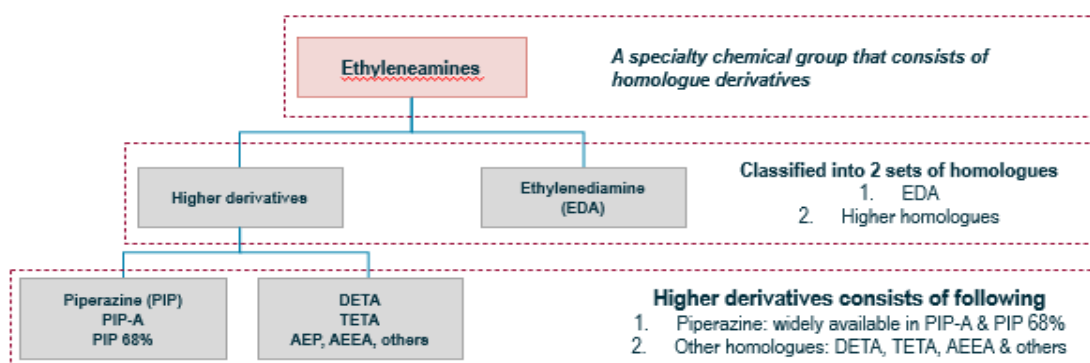 Ethyleneamines
A specialty chemical group that consists of
homologue derivatives
Higher derivatives
Ethylenediamine
(EDA)
Classified into 2 sets of homologues
1. EDA
2. Higher homologues
Piperazine (PIP)
PIP-A
PIP 68%
DETA
TETA
AEP, AEEA, others
Higher derivatives consists of following
1. Piperazine: widely available in PIP-A & PIP 68%
2. Other homologues: DETA, TETA, AEEA & others